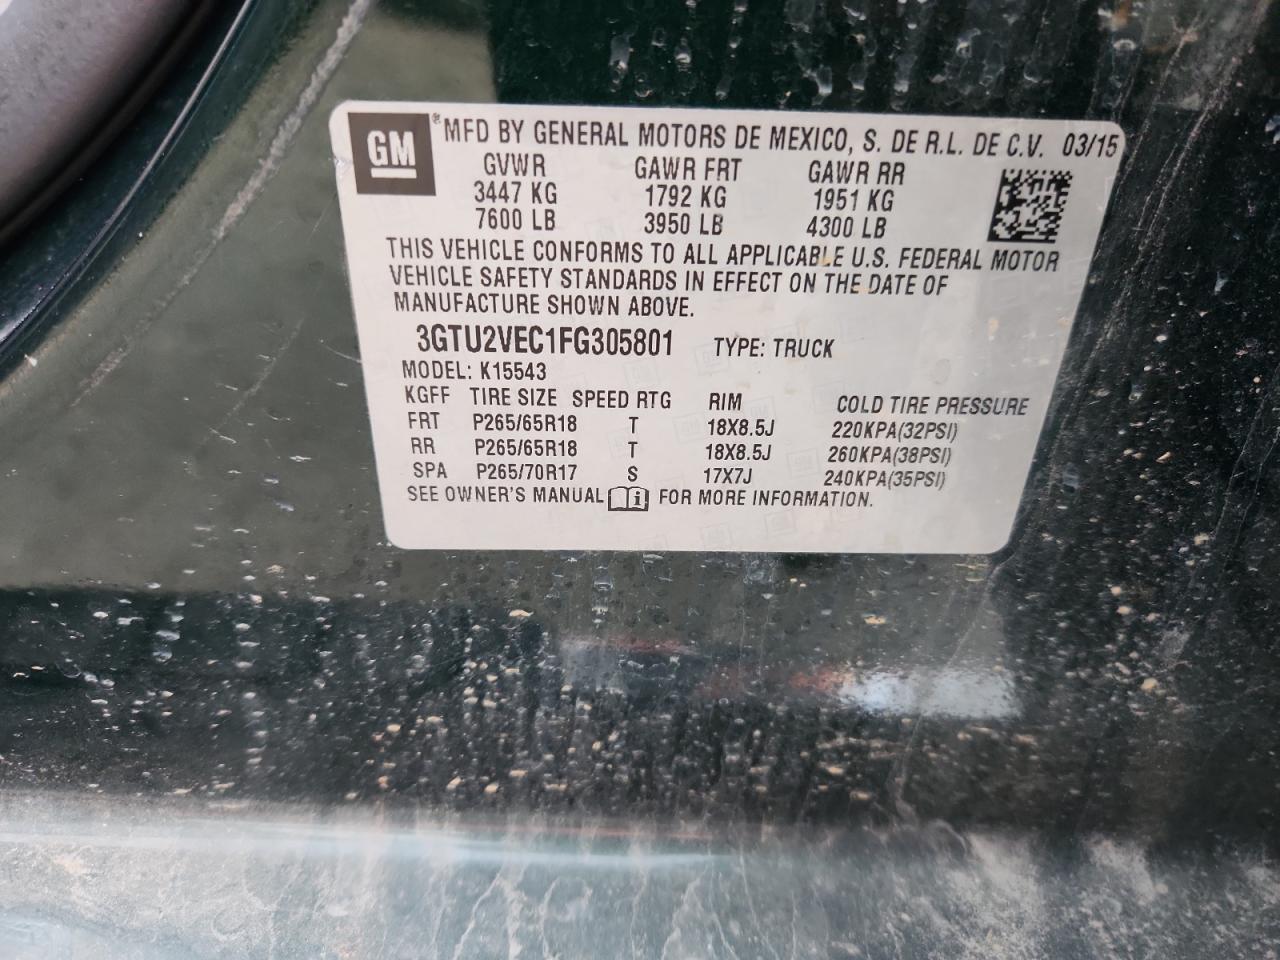 GM ® MFD BY GENERAL MOTORS DE MEXICO, S. DE R.L. DE C.V. 03/15
GVWR GAWR FRT GAWR RR
3447 KG 1792 KG 1951 KG
7600 LB 3950 LB 4300 LB
THIS VEHICLE CONFORMS TO ALL APPLICABLE U.S. FEDERAL MOTOR
VEHICLE SAFETY STANDARDS IN EFFECT ON THE DATE OF
MANUFACTURE SHOWN ABOVE.
3GTU2VEC1FG305801 TYPE: TRUCK
MODEL: K15543
KGFF TIRE SIZE SPEED RTG RIM COLD TIRE PRESSURE
FRT P265/65R18 T 18X8.5J 220KPA(32PSI)
RR P265/65R18 T 18X8.5J 260KPA(38PSI)
SPA P265/70R17 S 17X7J 240KPA(35PSI)
SEE OWNER'S MANUAL i FOR MORE INFORMATION.